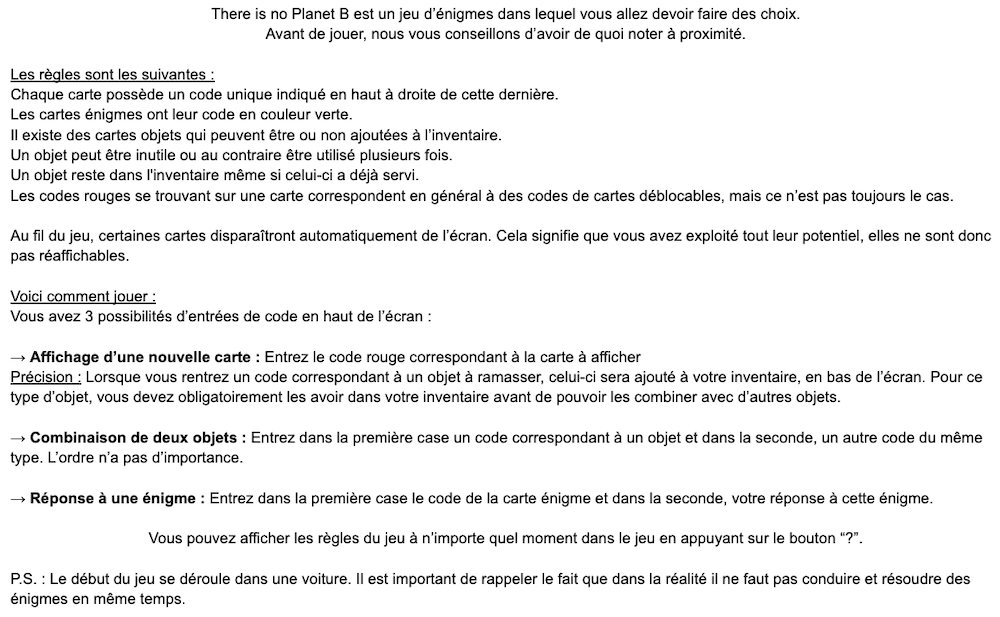 There is no Planet B est un jeu d’énigmes dans lequel vous allez devoir faire des choix.
Avant de jouer, nous vous conseillons d’avoir de quoi noter à proximité.
Les règles sont les suivantes :
Chaque carte possède un code unique indiqué en haut à droite de cette dernière.
Les cartes énigmes ont leur code en couleur verte.
Il existe des cartes objets qui peuvent être ou non ajoutées à l’inventaire.
Un objet peut être inutile ou au contraire être utilisé plusieurs fois.
Un objet reste dans l'inventaire même si celui-ci a déjà servi.
Les codes rouges se trouvant sur une carte correspondent en général à des codes de cartes déblocables, mais ce n’est pas toujours le cas.
Au fil du jeu, certaines cartes disparaîtront automatiquement de l’écran. Cela signifie que vous avez exploité tout leur potentiel, elles ne sont donc
pas réaffichables.
Voici comment jouer :
Vous avez 3 possibilités d’entrées de code en haut de l’écran :
→ Affichage d’une nouvelle carte : Entrez le code rouge correspondant à la carte à afficher
Précision : Lorsque vous rentrez un code correspondant à un objet à ramasser, celui-ci sera ajouté à votre inventaire, en bas de l’écran. Pour ce
type d’objet, vous devez obligatoirement les avoir dans votre inventaire avant de pouvoir les combiner avec d’autres objets.
→ Combinaison de deux objets : Entrez dans la première case un code correspondant à un objet et dans la seconde, un autre code du même
type. L’ordre n’a pas d’importance.
→ Réponse à une énigme : Entrez dans la première case le code de la carte énigme et dans la seconde, votre réponse à cette énigme.
Vous pouvez afficher les règles du jeu à n’importe quel moment dans le jeu en appuyant sur le bouton “?”.
P.S. : Le début du jeu se déroule dans une voiture. Il est important de rappeler le fait que dans la réalité il ne faut pas conduire et résoudre des
énigmes en même temps.